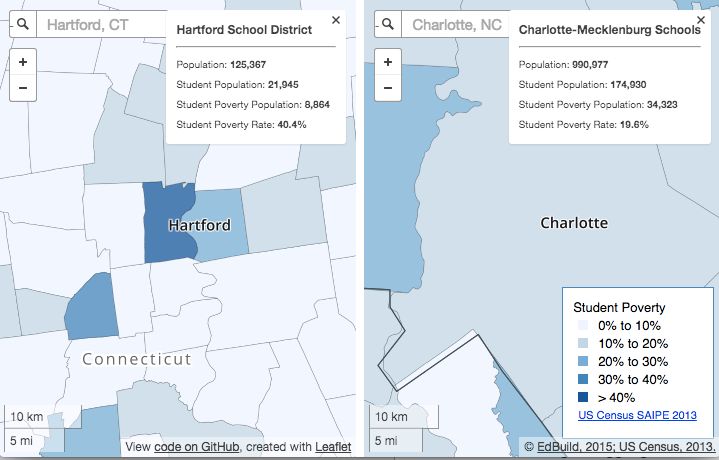 Hartford, CT
×
Hartford School District
Population: 125,367
Student Population: 21,945
Student Poverty Population: 8,864
Student Poverty Rate: 40.4%
+
−
Hartford
Connecticut
10 km
5 mi
View code on GitHub, created with Leaflet
Charlotte, NC
×
Charlotte-Mecklenburg Schools
Population: 990,977
Student Population: 174,930
Student Poverty Population: 34,323
Student Poverty Rate: 19.6%
+
−
Charlotte
Student Poverty
0% to 10%
10% to 20%
20% to 30%
30% to 40%
> 40%
US Census SAIPE 2013
10 km
5 mi
© EdBuild, 2015; US Census, 2013.